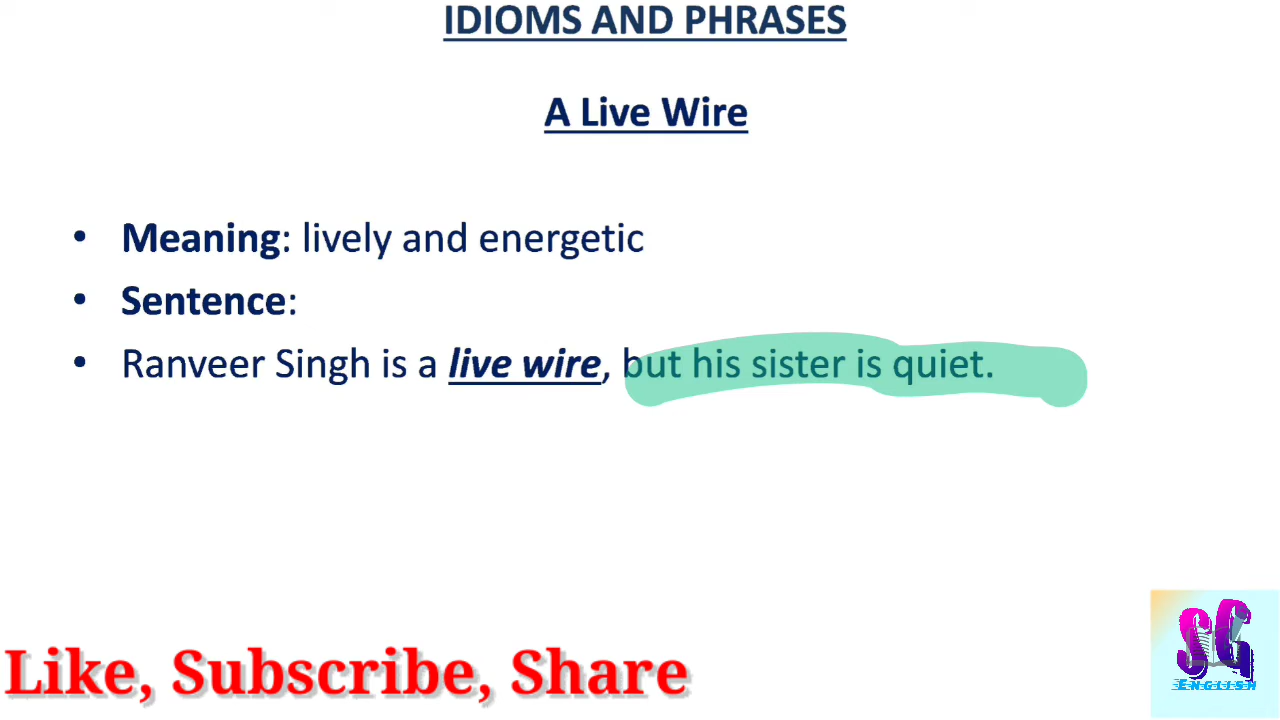 IDIOMS AND PHRASES
A Live Wire
• Meaning: lively and energetic
• Sentence:
• Ranveer Singh is a live wire, but his sister is quiet.
Like, Subscribe, Share
SG
English